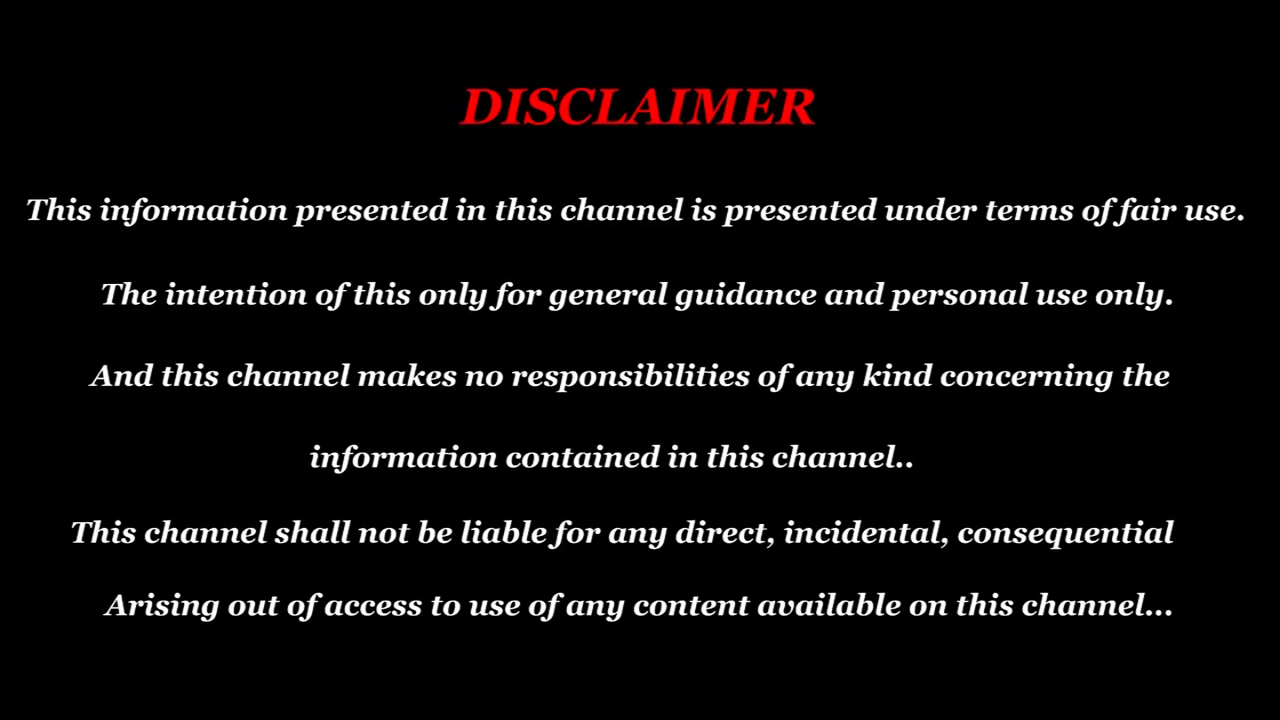 DISCLAIMER
This information presented in this channel is presented under terms of fair use.
The intention of this only for general guidance and personal use only.
And this channel makes no responsibilities of any kind concerning the
information contained in this channel..
This channel shall not be liable for any direct, incidental, consequential
Arising out of access to use of any content available on this channel...